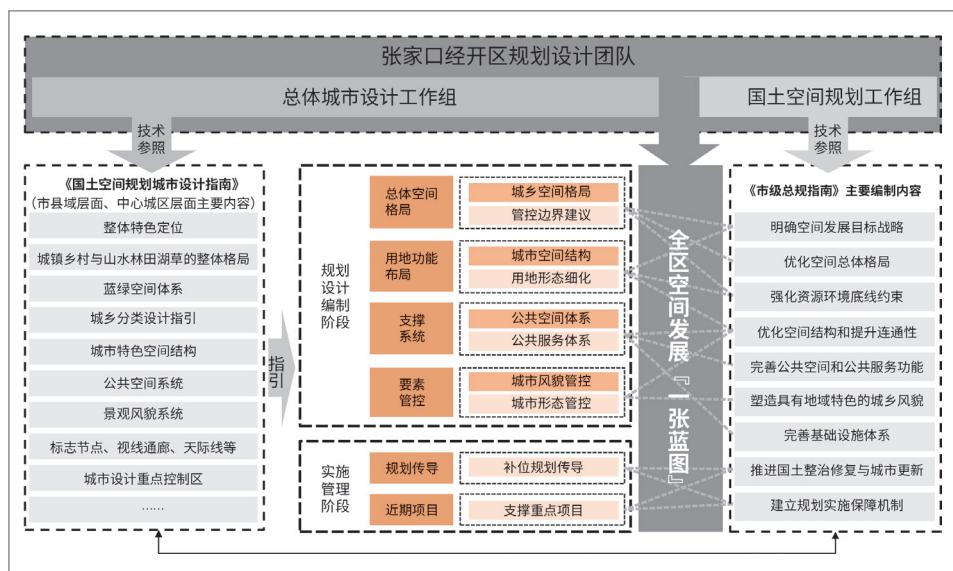 张家口经开区规划设计团队
总体城市设计工作组
国土空间规划工作组
技术
参照
技术
参照
《国土空间规划城市设计指南》
（市县域层面、中心城区层面主要内容）
整体特色定位
城镇乡村与山水林田湖草的整体格局
蓝绿空间体系
城乡分类设计指引
城市特色空间结构
公共空间系统
景观风貌系统
标志节点、视线通廊、天际线等
城市设计重点控制区
……
指引
规划
设计
编制
阶段
总体空间
格局
城乡空间格局
管控边界建议
用地功能
布局
城市空间结构
用地形态细化
支撑
系统
公共空间体系
公共服务体系
要素
管控
城市风貌管控
城市形态管控
实施
管理
阶段
规划传导
补位规划传导
近期项目
支撑重点项目
全区空间发展『一张蓝图』
《市级总规指南》主要编制内容
明确空间发展目标战略
优化空间总体格局
强化资源环境底线约束
优化空间结构和提升连通性
完善公共空间和公共服务功能
塑造具有地域特色的城乡风貌
完善基础设施体系
推进国土整治修复与城市更新
建立规划实施保障机制